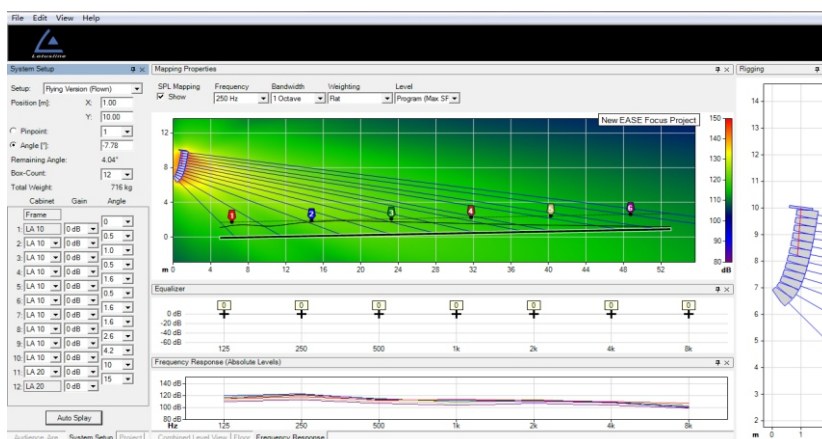 File Edit View Help
Labveline
System Setup
Mapping Properties
Rigging
Setup: Flying Version (Flown)
Position [m]: X: 1.00
Y: 10.00
Pinpoint: 1
Angle [°]: -7.78
Remaining Angle: 4.04°
Box-Count: 12
Total Weight: 716 kg
Cabinet Gain Angle
Frame
0
1: LA 10 0 dB
0.5
2: LA 10 0 dB
1.0
3: LA 10 0 dB
0.5
4: LA 10 0 dB
1.6
5: LA 10 0 dB
0.5
6: LA 10 0 dB
1.6
7: LA 10 0 dB
1.6
8: LA 10 0 dB
2.6
9: LA 10 0 dB
4.2
10: LA 10 0 dB
10
11: LA 20 0 dB
15
12: LA 20 0 dB
Auto Splay
Audience Are System Setup Project
SPL Mapping Frequency Bandwidth Weighting Level
Show 250 Hz 1 Octave Flat Program (Max SF
New EASE Focus Project
12
8
4
0
m 0 4 8 12 16 20 24 28 32 36 40 44 48 52
1 2 3 4 5 6
150
140
130
120
110
100
90
80
dB
Equalizer
0 0 0 0 0 0 0
0 dB
-20 dB
-40 dB
-60 dB
125 250 500 1k 2k 4k 8k
Frequency Response (Absolute Levels)
140 dB
120 dB
100 dB
80 dB
Hz 125 250 500 1k 2k 4k 8k
Combined Level View Floor Frequency Response
14
13
12
11
10
9
8
7
6
5
4
3
2
m 0 1